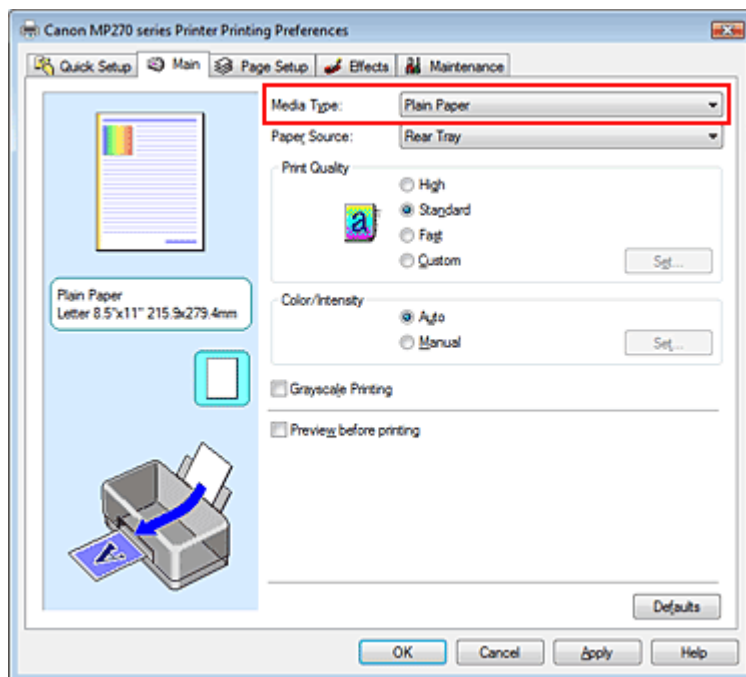 Canon MP270 series Printer Printing Preferences
Quick Setup Main Page Setup Effects Maintenance
Media Type: Plain Paper
Paper Source: Rear Tray
Print Quality
High
a Standard
Fast
Custom Set...
Plain Paper
Letter 8.5"x11" 215.9x279.4mm
Color/Intensity
Auto
Manual Set...
Grayscale Printing
Preview before printing
A
Defaults
OK Cancel Apply Help